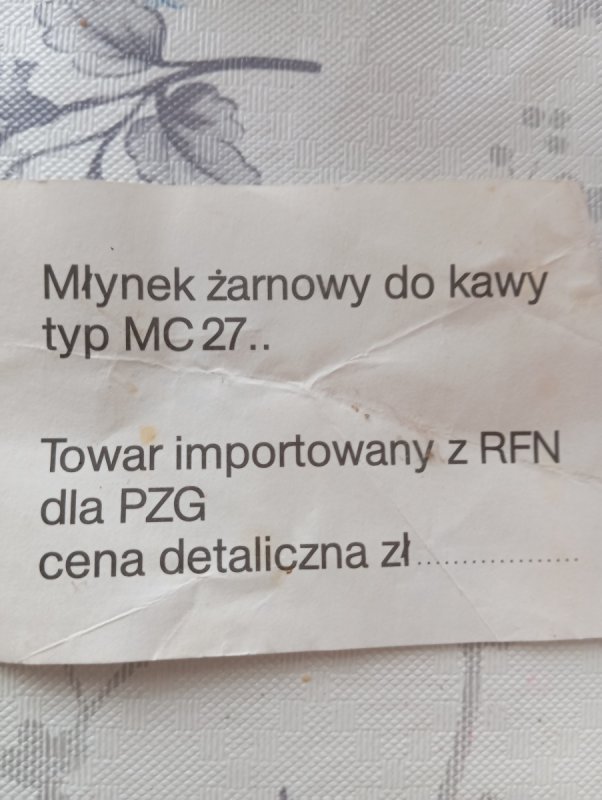 Młynek żarnowy do kawy
typ MC 27..
Towar importowany z RFN
dla PZG
cena detaliczna zł....................